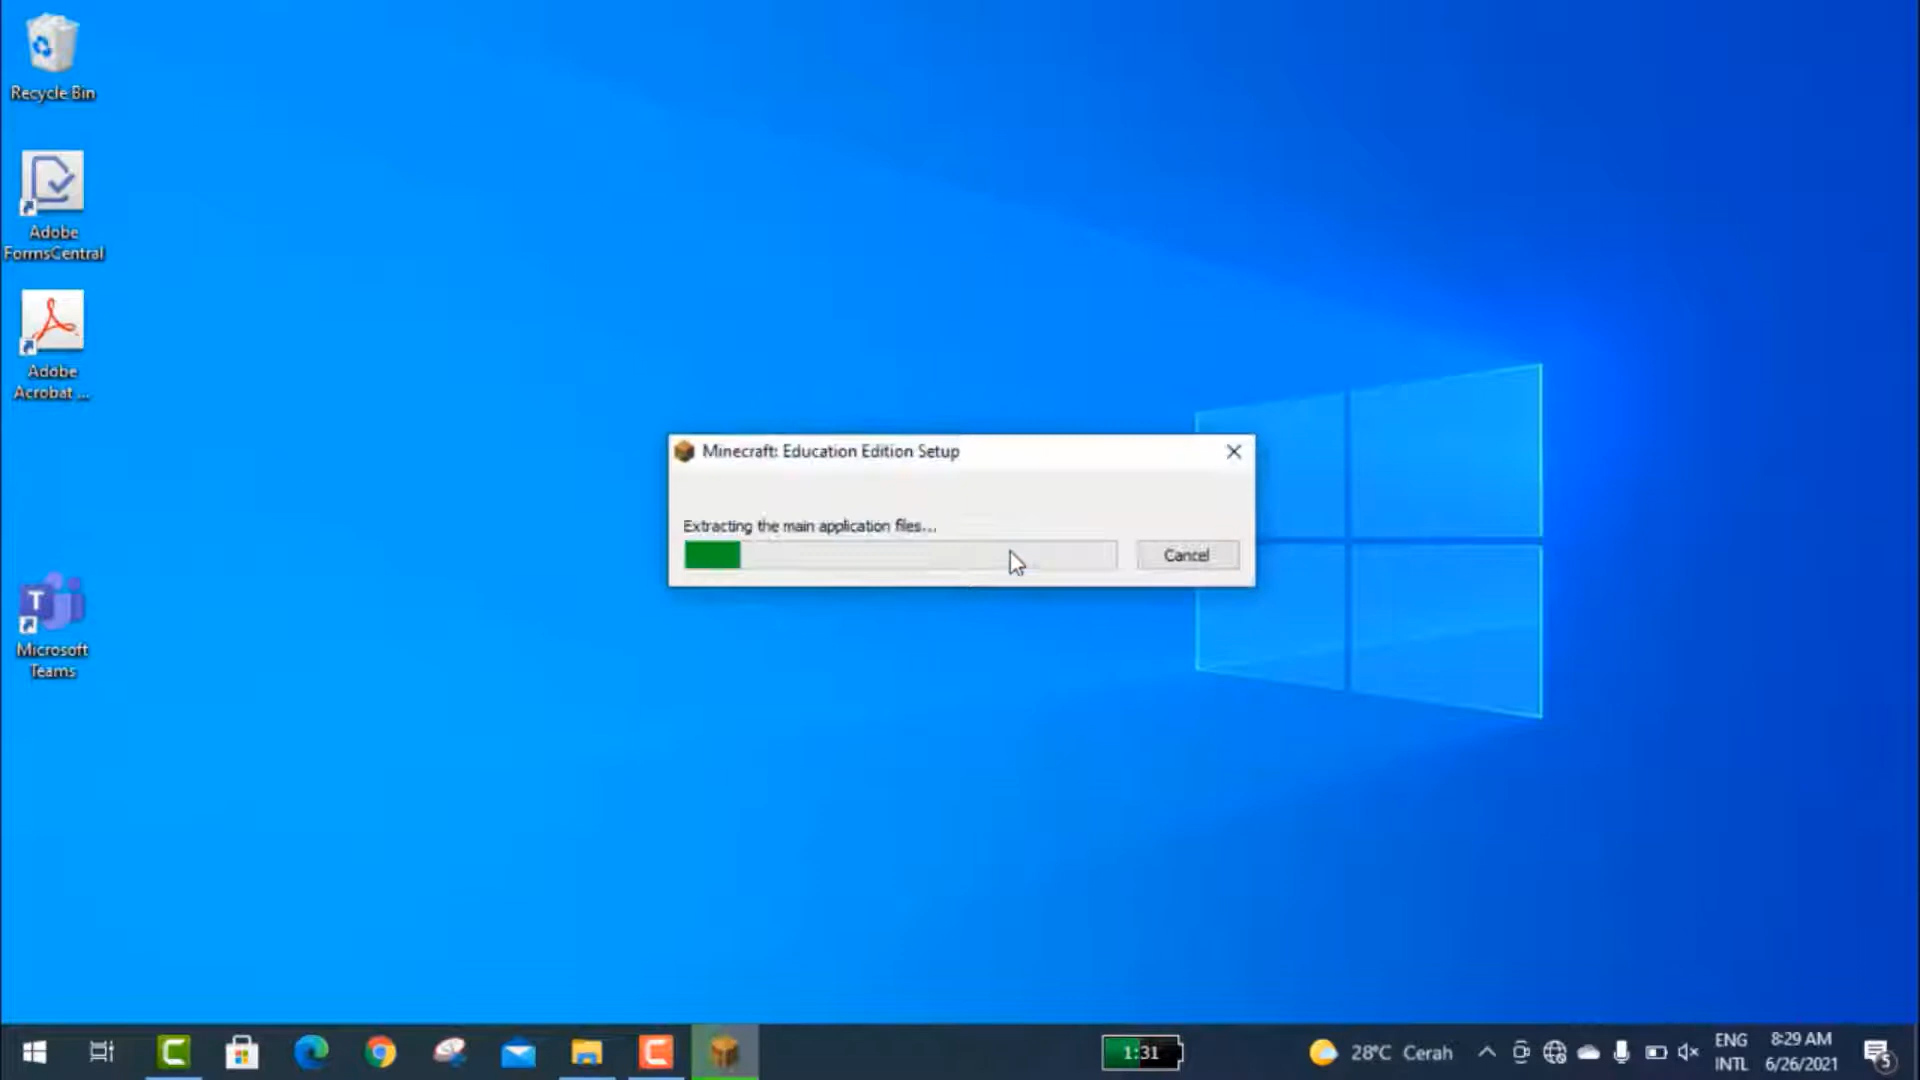 Recycle Bin
Adobe
FormsCentral
Adobe
Acrobat ...
Microsoft
Teams
Minecraft: Education Edition Setup
Extracting the main application files...
Cancel
1:31
28°C Cerah
ENG
INTL
8:29 AM
6/26/2021
5